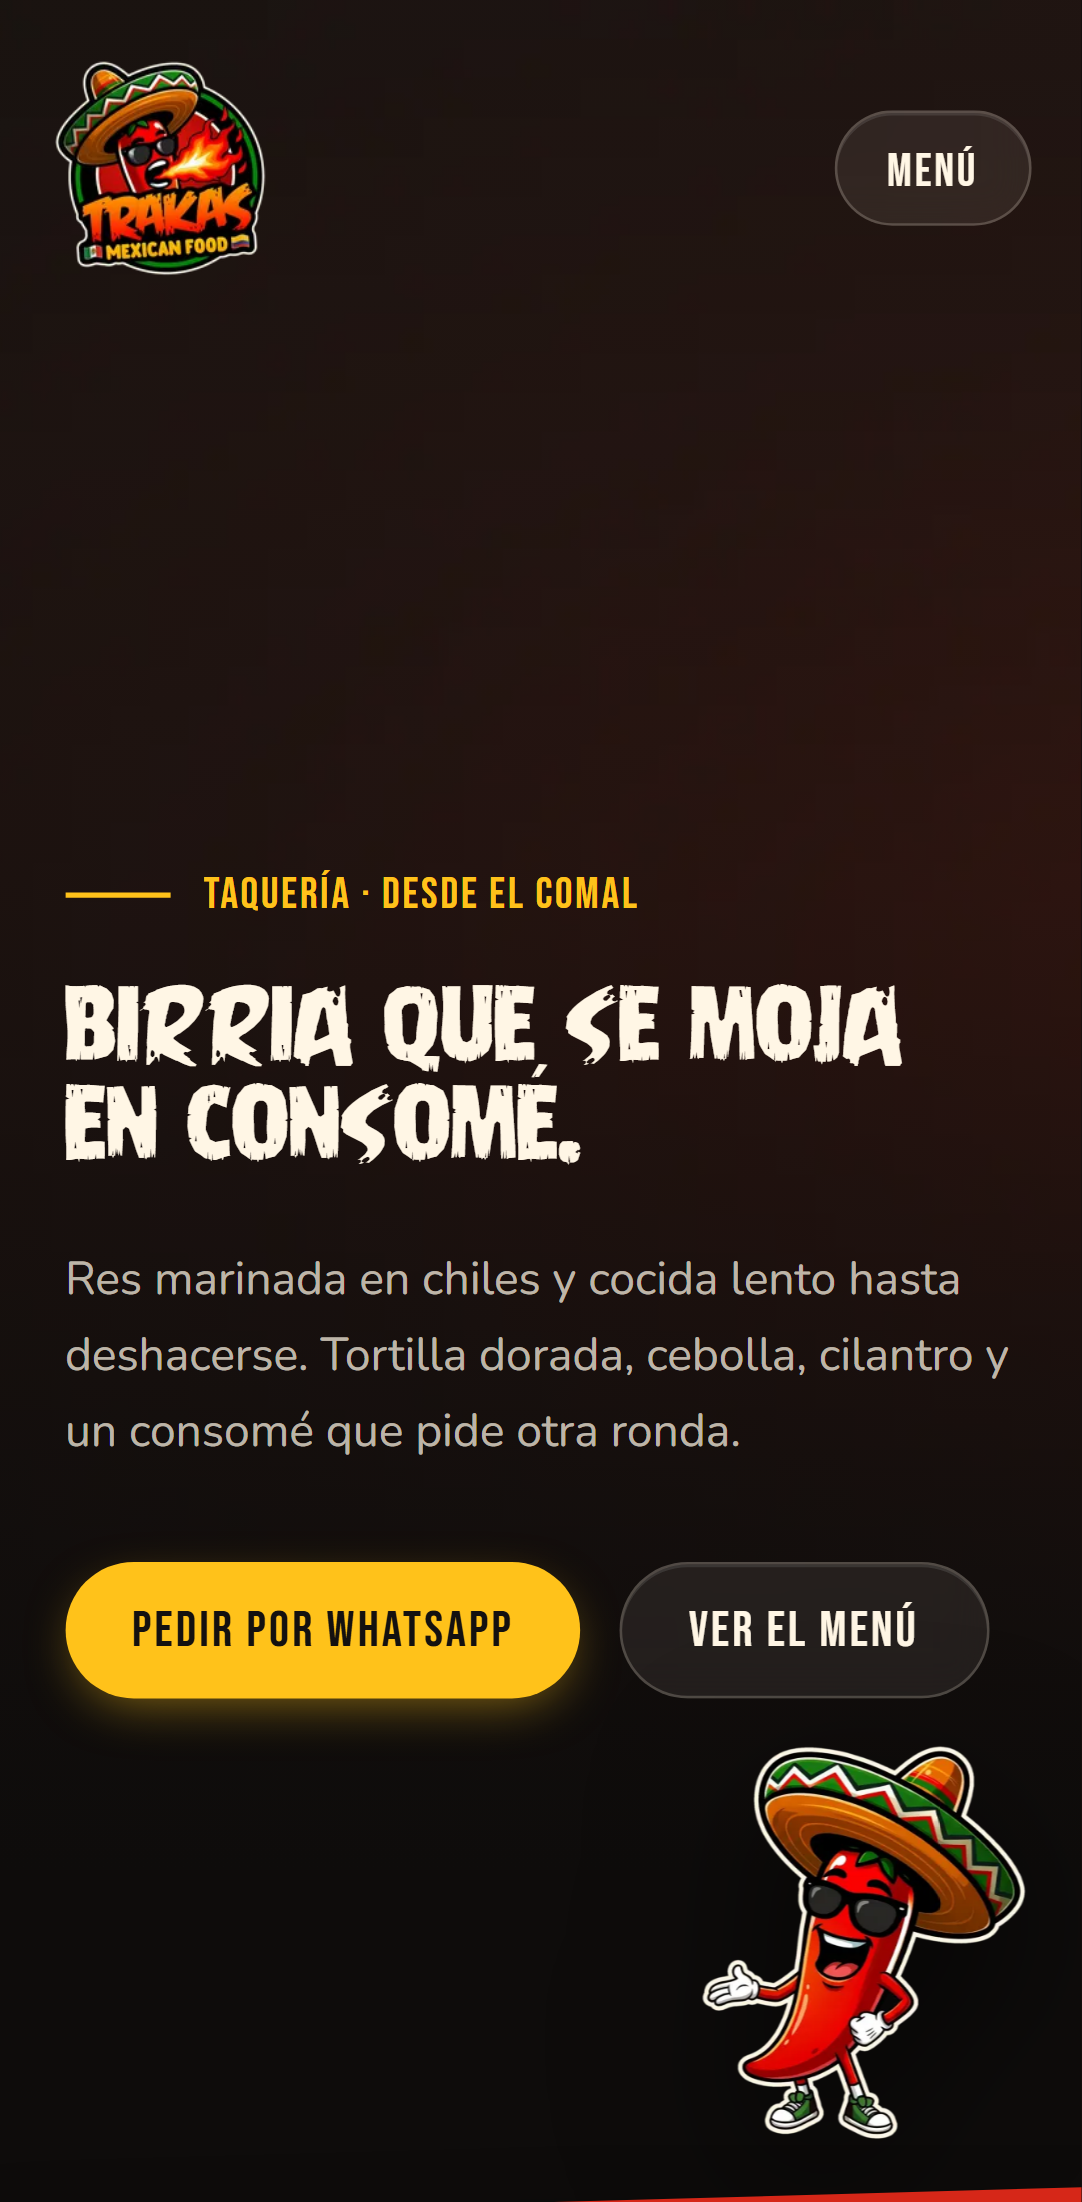 TRAKAS
MEXICAN FOOD
MENÚ
TAQUERÍA · DESDE EL COMAL
BIRRIA QUE SE MOJA
EN CONSOMÉ.
Res marinada en chiles y cocida lento hasta
deshacerse. Tortilla dorada, cebolla, cilantro y
un consomé que pide otra ronda.
PEDIR POR WHATSAPP
VER EL MENÚ